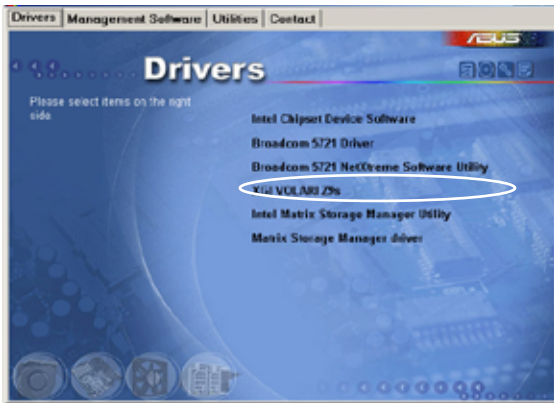 Drivers Management Software Utilities Contact
ASUS
Drivers
Please select items on the right
side
Intel Chipset Device Software
Broadcom 5721 Driver
Broadcom 5721 NetXtreme Software Utility
XGI VOLARI Z9s
Intel Matrix Storage Manager Utility
Matrix Storage Manager driver